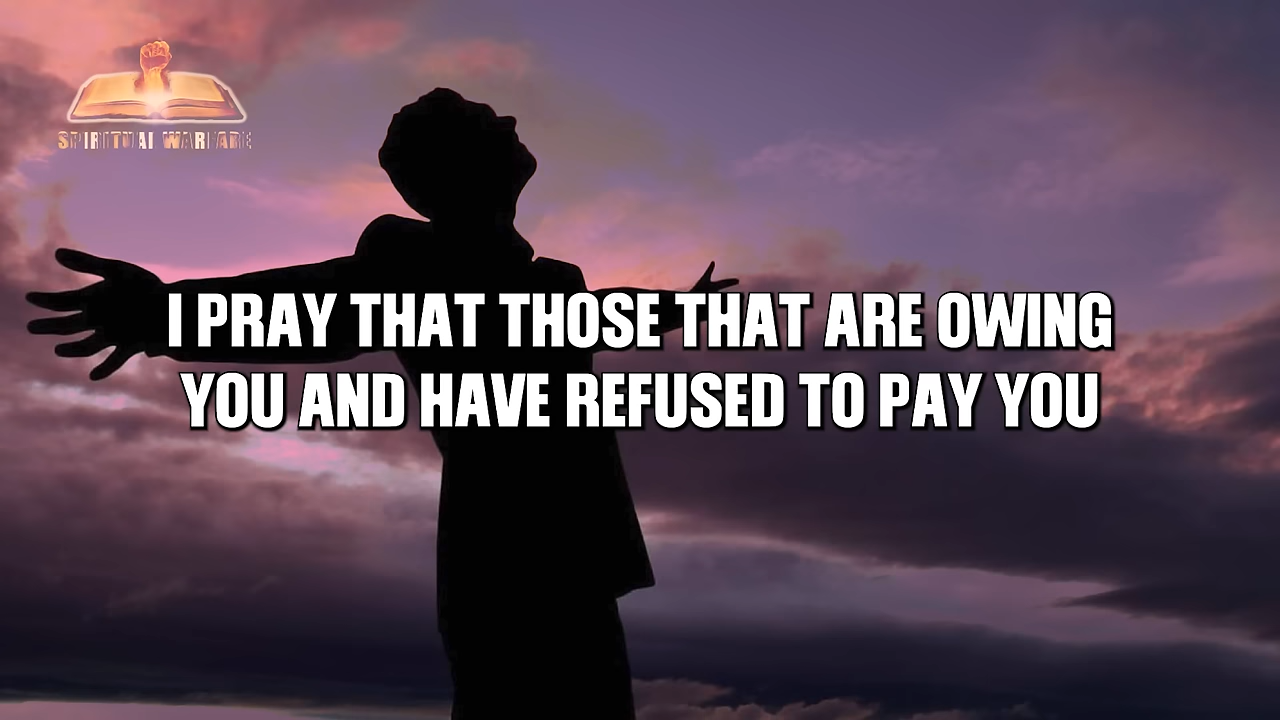 SPIRITUAL WARFARE
I PRAY THAT THOSE THAT ARE OWING
YOU AND HAVE REFUSED TO PAY YOU